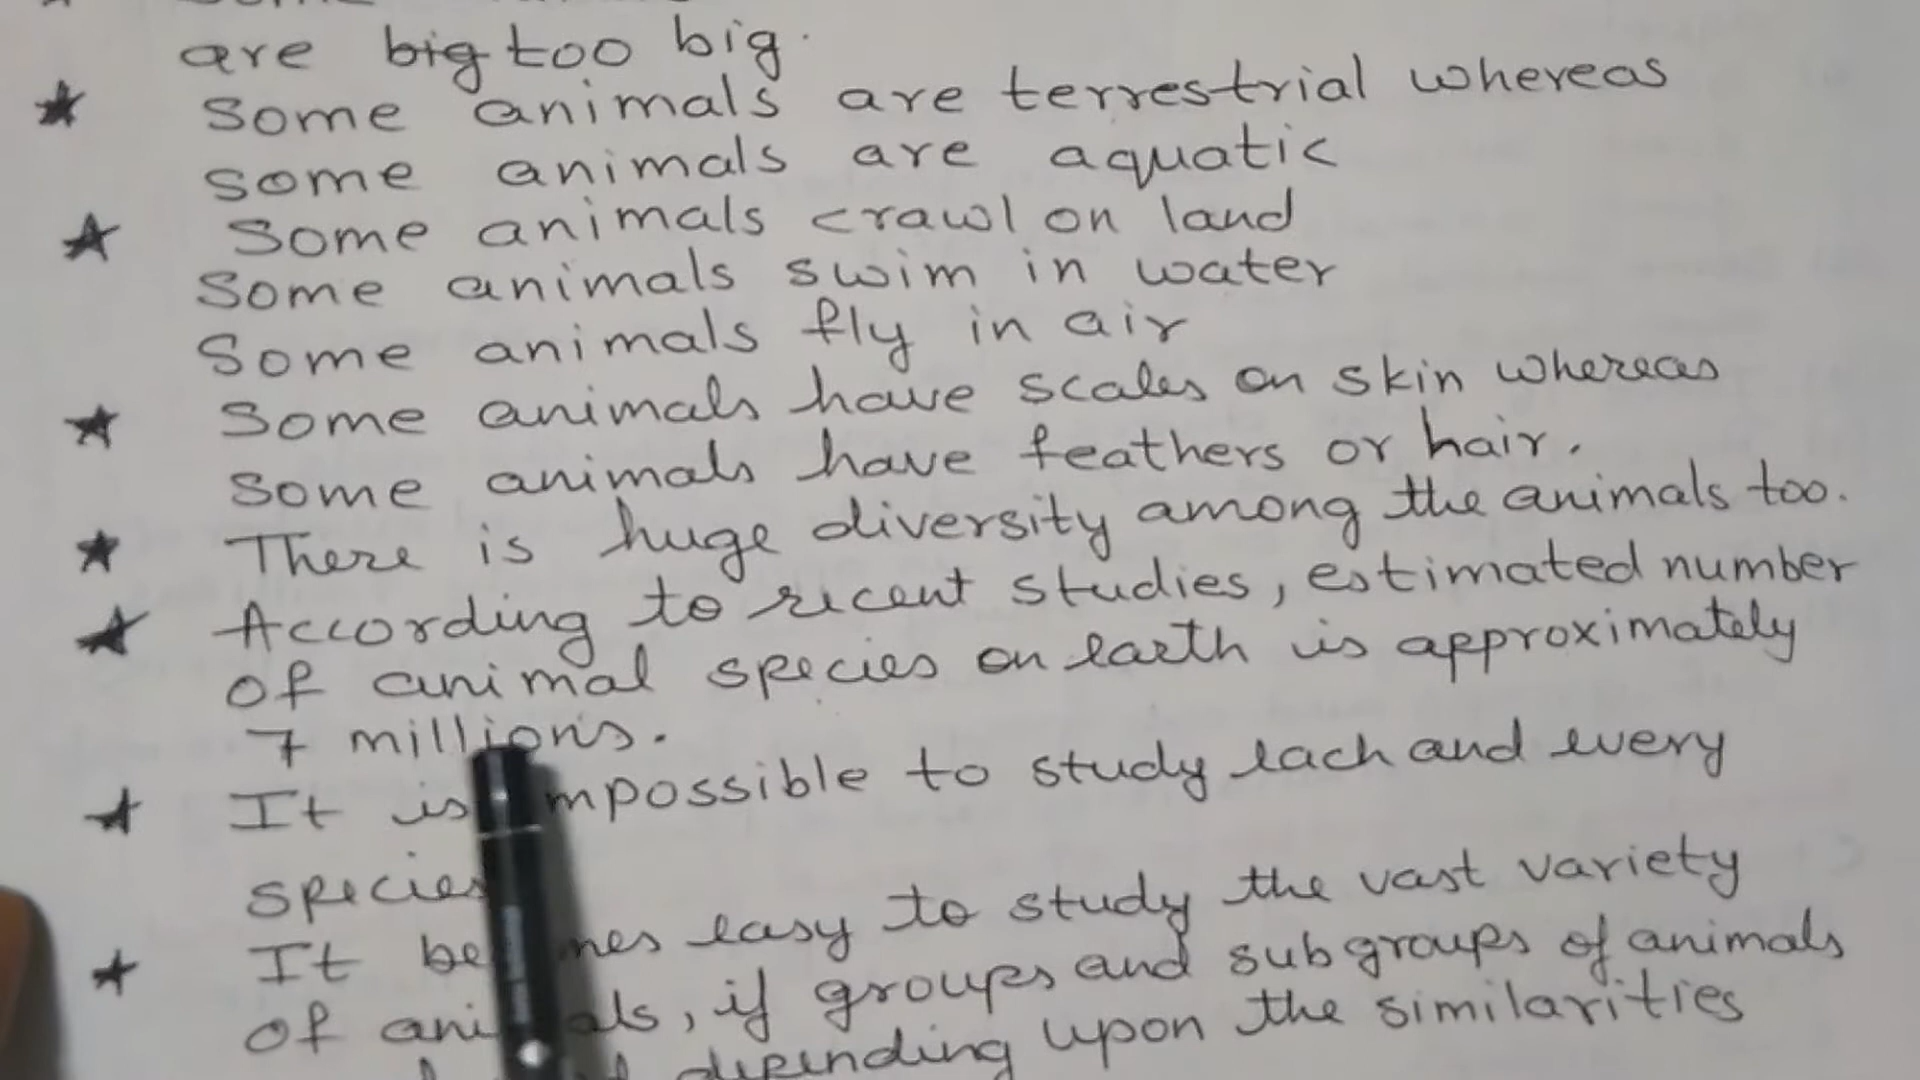 are big too big.
★ Some animals are terrestrial whereas
some animals are aquatic
★ Some animals crawl on land
Some animals swim in water
Some animals fly in air
★ Some animals have scales on skin whereas
some animals have feathers or hair.
★ There is huge diversity among the animals too.
★ According to recent studies, estimated number
of animal species on earth is approximately
7 millions.
★ It is impossible to study each and every
species
★ It becomes easy to study the vast variety
of animals, if groups and subgroups of animals
depending upon the similarities